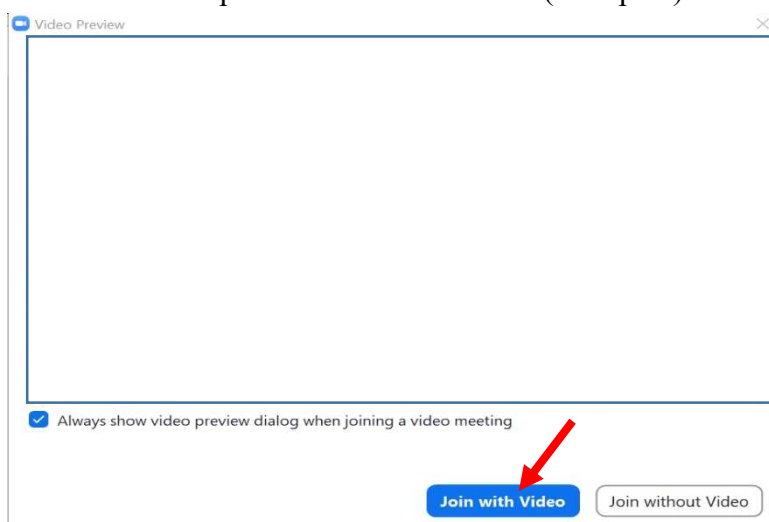 Video Preview
Always show video preview dialog when joining a video meeting
Join with Video
Join without Video